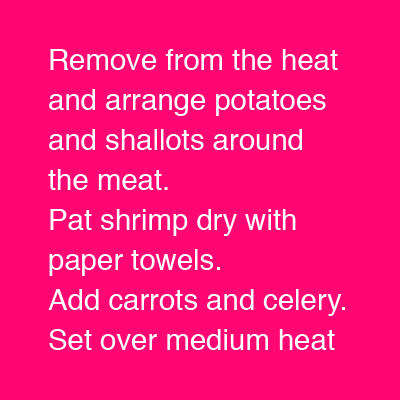 Remove from the heat
and arrange potatoes
and shallots around
the meat.
Pat shrimp dry with
paper towels.
Add carrots and celery.
Set over medium heat